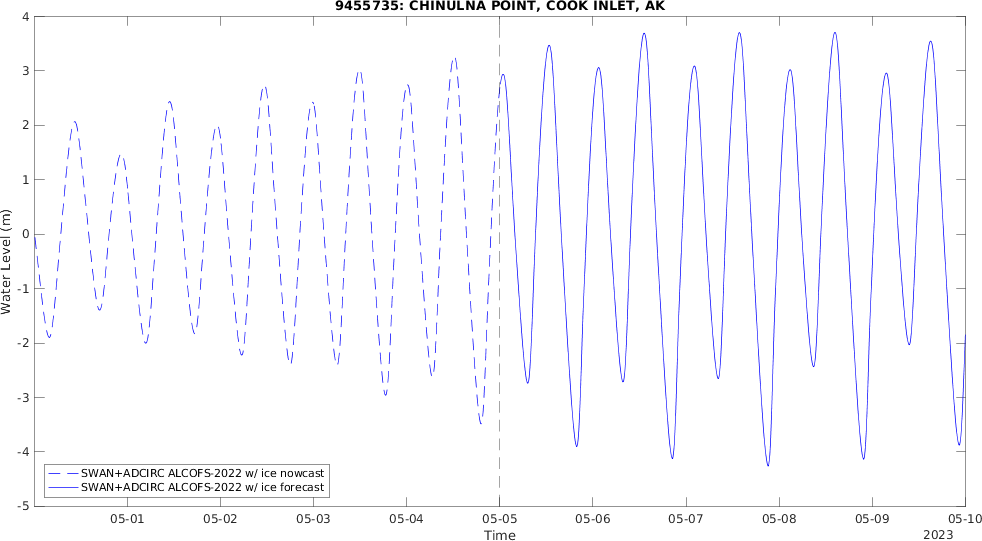 9455735: CHINULNA POINT, COOK INLET, AK
4
3
2
1
0
-1
-2
-3
-4
-5
Water Level (m)
SWAN+ADCIRC ALCOFS-2022 w/ ice nowcast
SWAN+ADCIRC ALCOFS-2022 w/ ice forecast
05-01 05-02 05-03 05-04 05-05 05-06 05-07 05-08 05-09 05-10
Time
2023